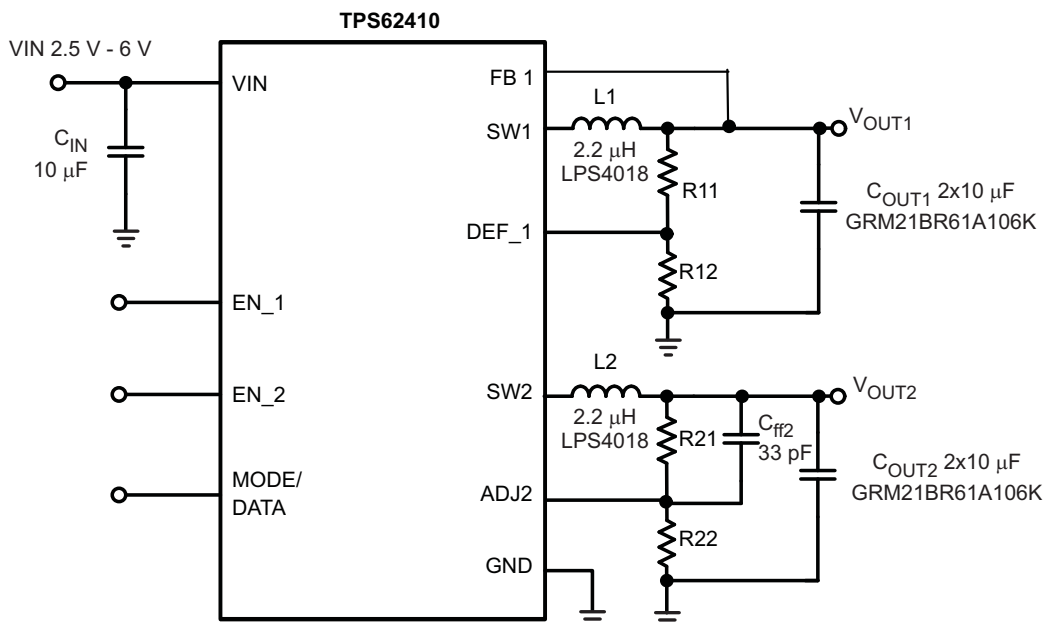 TPS62410
VIN 2.5 V - 6 V
VIN
C_IN
10 μF
EN_1
EN_2
MODE/
DATA
FB 1
SW1
DEF_1
SW2
ADJ2
GND
L1
2.2 μH
LPS4018
R11
R12
V_OUT1
C_OUT1 2x10 μF
GRM21BR61A106K
L2
2.2 μH
LPS4018
R21
C_ff2
33 pF
R22
V_OUT2
C_OUT2 2x10 μF
GRM21BR61A106K